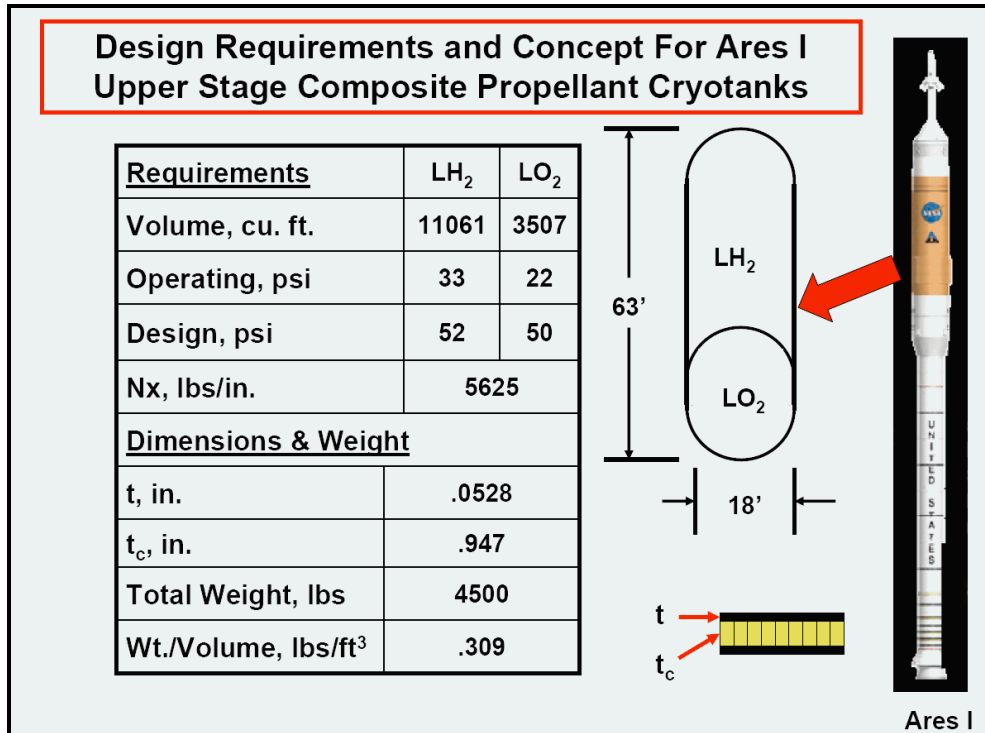 Design Requirements and Concept For Ares I
Upper Stage Composite Propellant Cryotanks
Requirements LH₂ LO₂
Volume, cu. ft. 11061 3507
Operating, psi 33 22
Design, psi 52 50
Nx, lbs/in. 5625
Dimensions & Weight
t, in. .0528
t_c, in. .947
Total Weight, lbs 4500
Wt./Volume, lbs/ft³ .309
63'
LH₂
LO₂
18'
t
t_c
NASA
UNITED STATES
Ares I